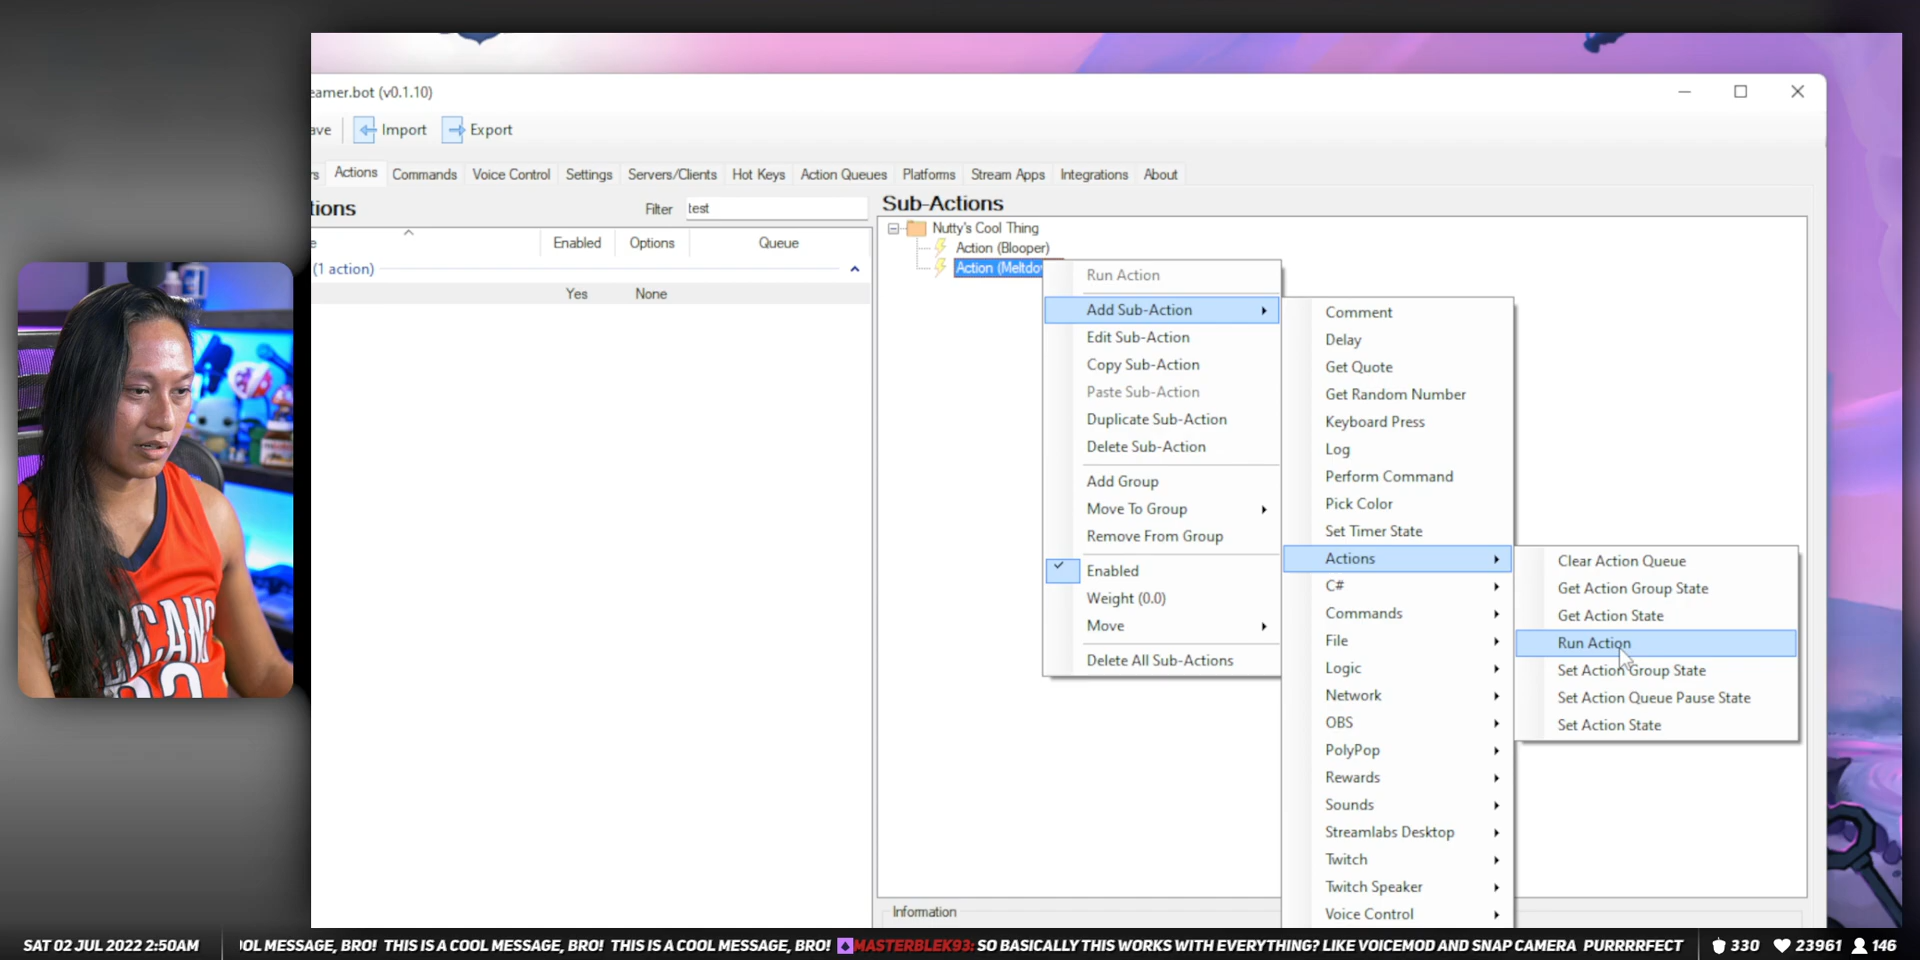 eamer.bot (v0.1.10)
ave Import Export
rs Actions Commands Voice Control Settings Servers/Clients Hot Keys Action Queues Platforms Stream Apps Integrations About
tions Filter test
e Enabled Options Queue
(1 action)
Yes None
Sub-Actions
Nutty's Cool Thing
Action (Blooper)
Action (Meltdo
Run Action
Add Sub-Action
Edit Sub-Action
Copy Sub-Action
Paste Sub-Action
Duplicate Sub-Action
Delete Sub-Action
Add Group
Move To Group
Remove From Group
Enabled
Weight (0.0)
Move
Delete All Sub-Actions
Comment
Delay
Get Quote
Get Random Number
Keyboard Press
Log
Perform Command
Pick Color
Set Timer State
Actions
C#
Commands
File
Logic
Network
OBS
PolyPop
Rewards
Sounds
Streamlabs Desktop
Twitch
Twitch Speaker
Voice Control
Clear Action Queue
Get Action Group State
Get Action State
Run Action
Set Action Group State
Set Action Queue Pause State
Set Action State
Information
SAT 02 JUL 2022 2:50AM
OOL MESSAGE, BRO! THIS IS A COOL MESSAGE, BRO! THIS IS A COOL MESSAGE, BRO! MASTERBLEK93: SO BASICALLY THIS WORKS WITH EVERYTHING? LIKE VOICEMOD AND SNAP CAMERA PURRRRFECT
330 23961 146